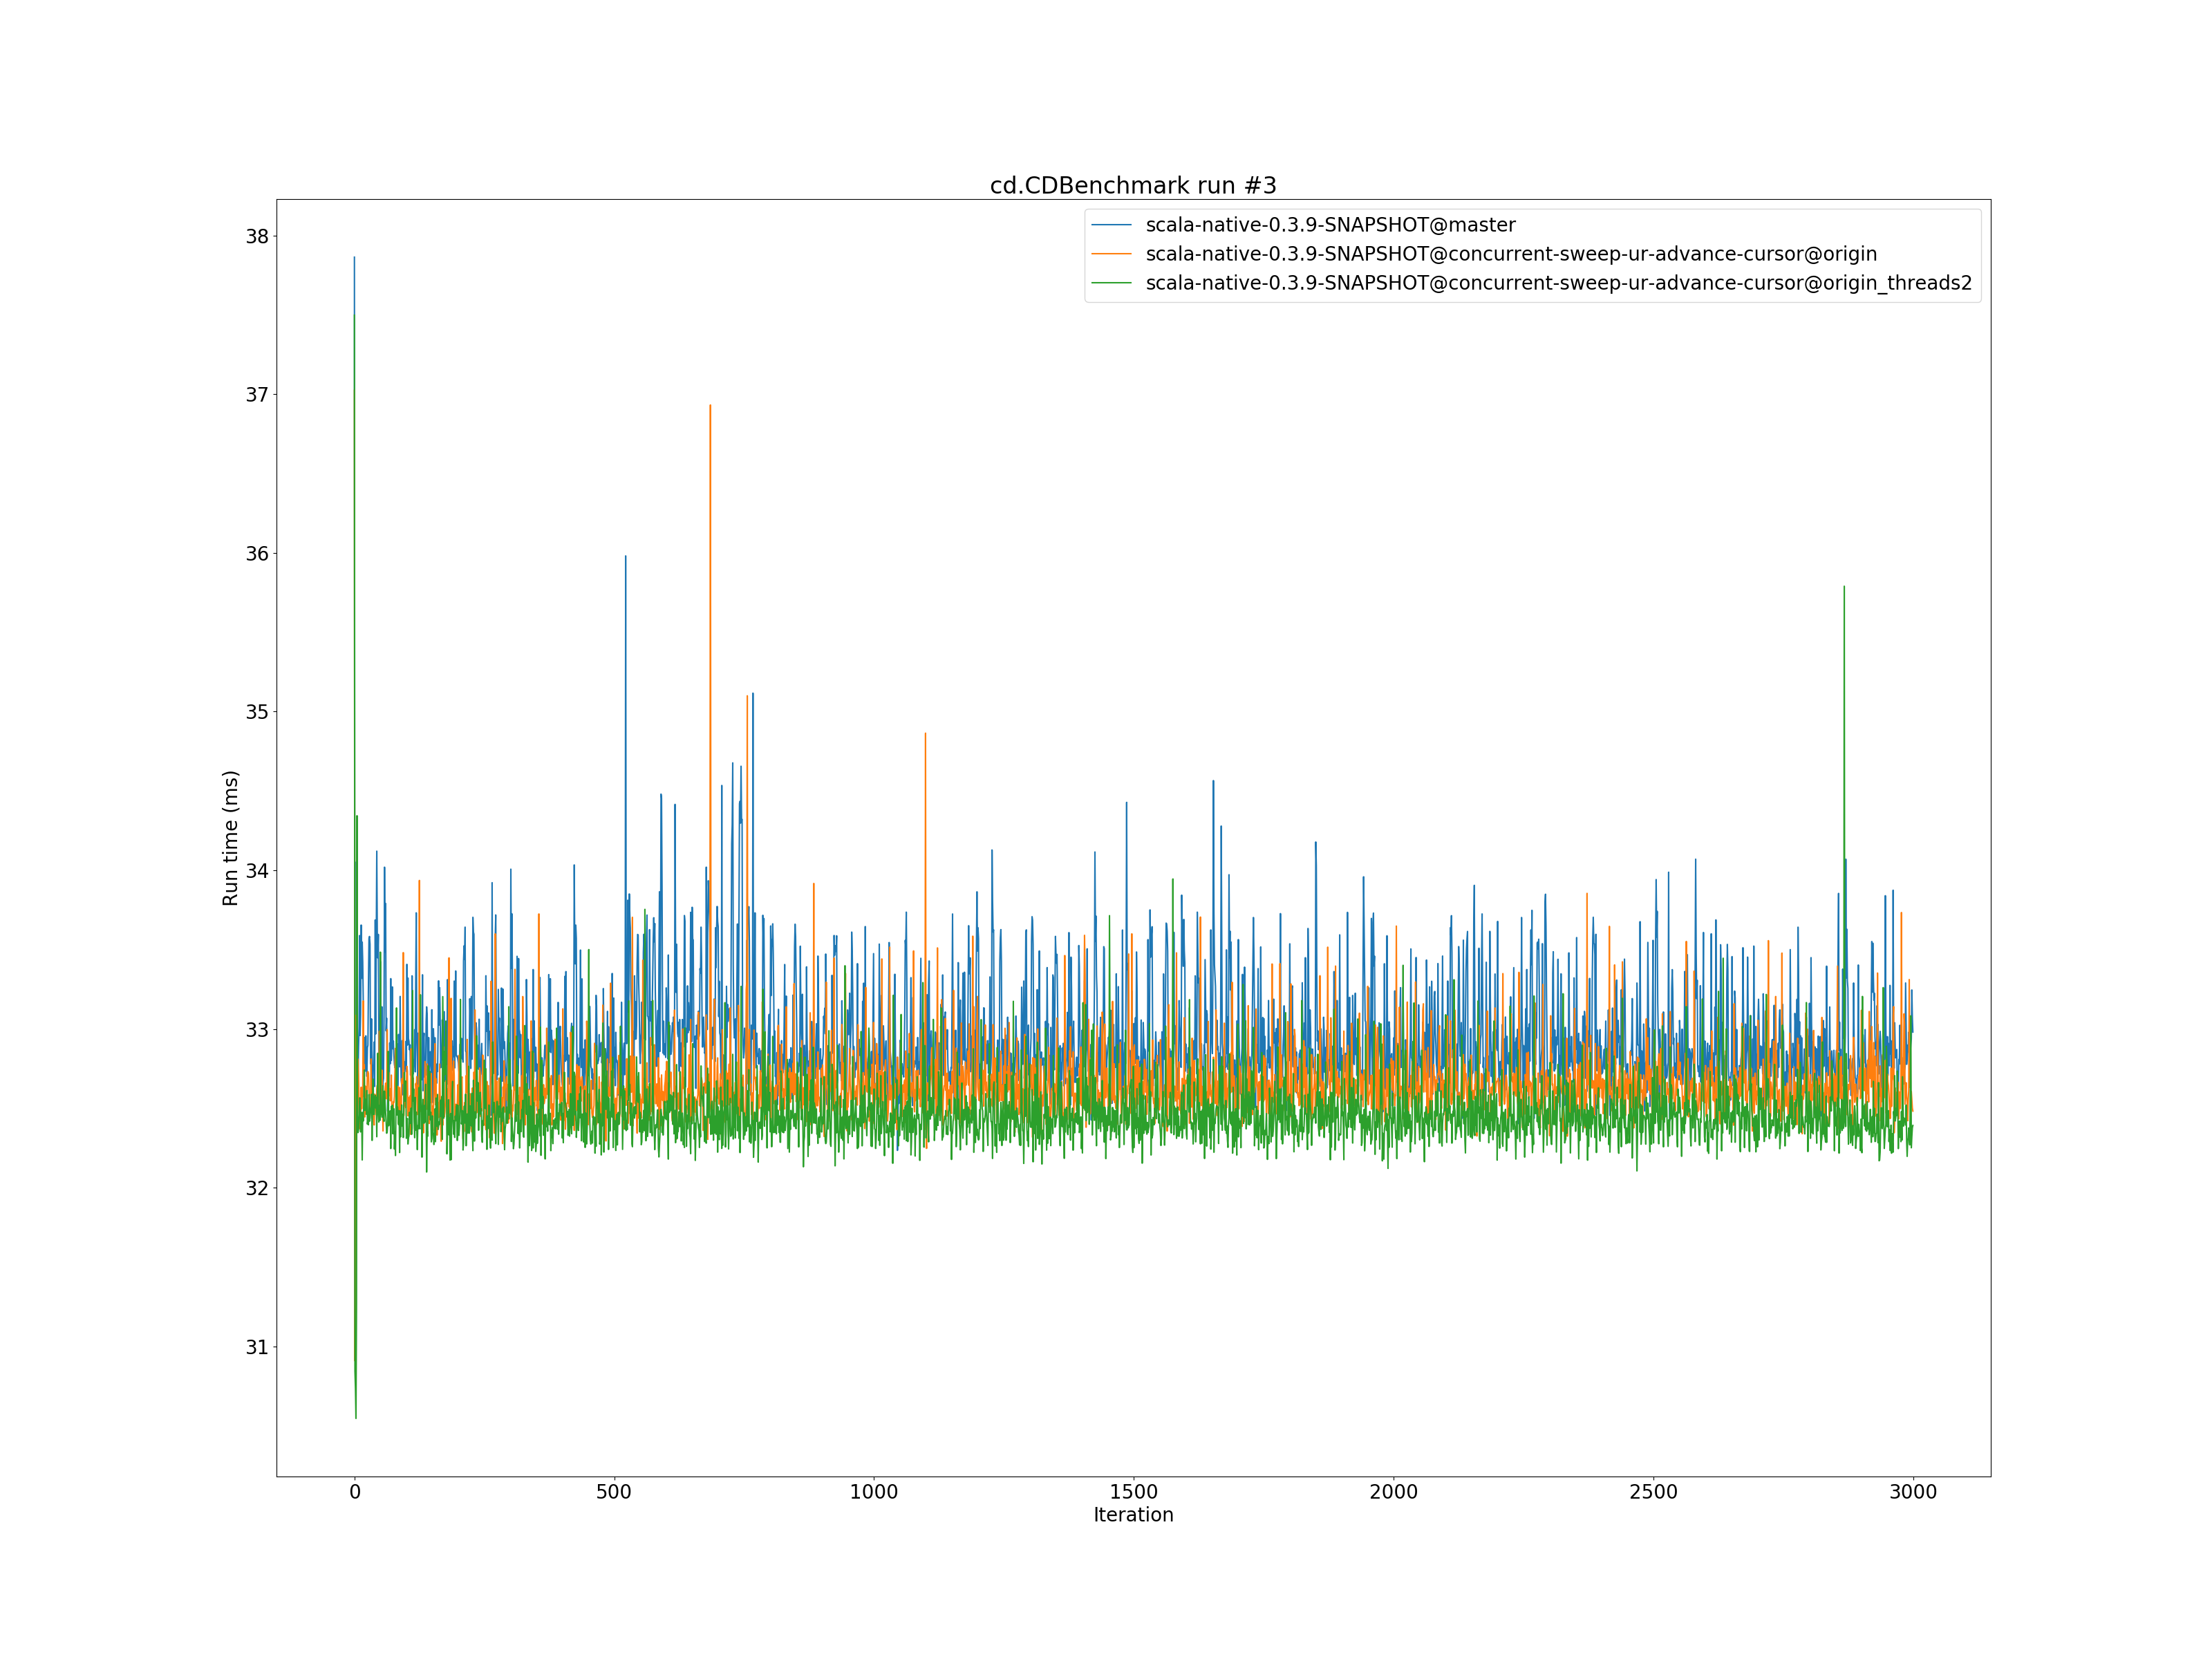 cd.CDBenchmark run #3
scala-native-0.3.9-SNAPSHOT@master
scala-native-0.3.9-SNAPSHOT@concurrent-sweep-ur-advance-cursor@origin
scala-native-0.3.9-SNAPSHOT@concurrent-sweep-ur-advance-cursor@origin_threads2
38
37
36
35
34
33
32
31
Run time (ms)
0 500 1000 1500 2000 2500 3000
Iteration